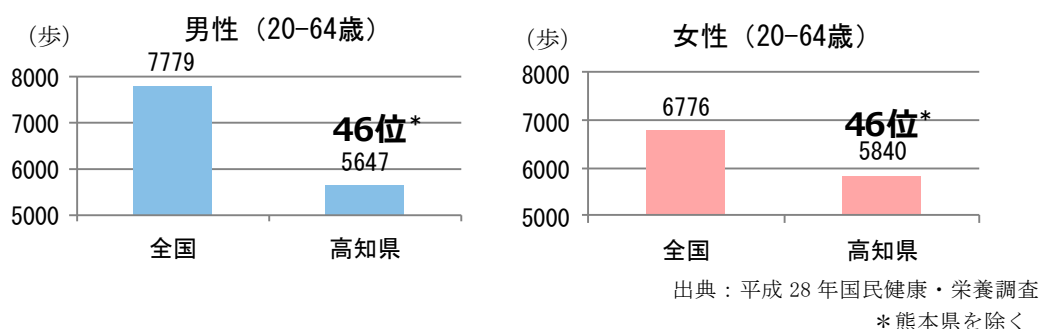 男性（20-64歳）
（歩）
7779
8000
7000
6000
5000
46位*
5647
全国
高知県
女性（20-64歳）
（歩）
8000
7000
6000
5000
6776
46位*
5840
全国
高知県
出典：平成 28 年国民健康・栄養調査
＊熊本県を除く